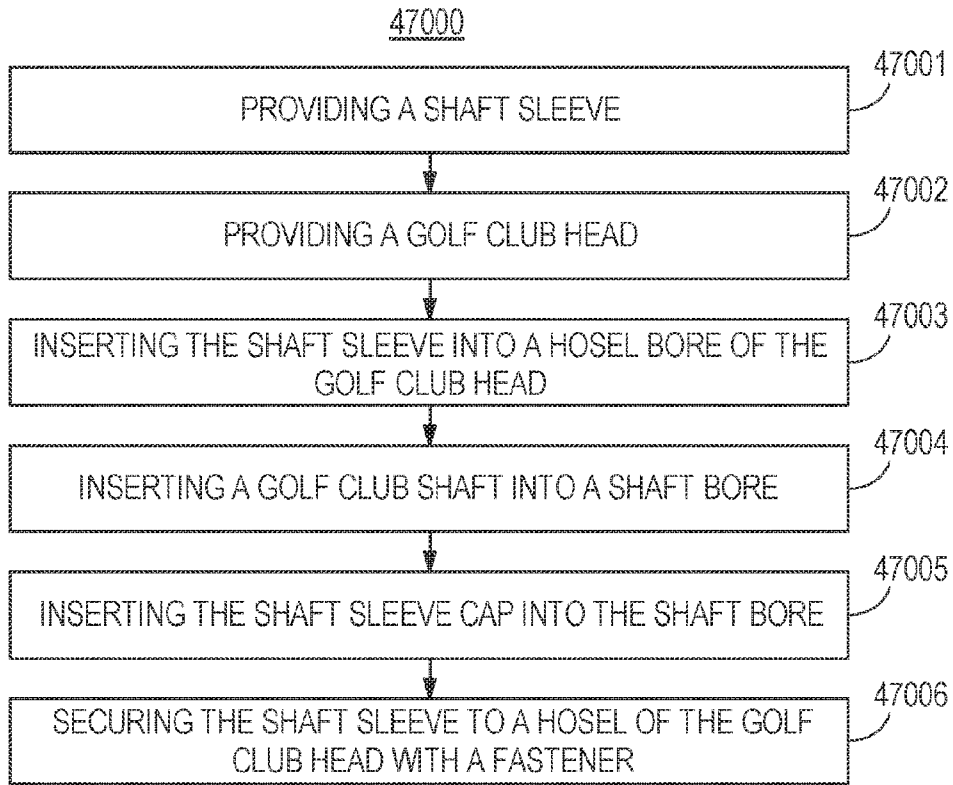 47000
47001
PROVIDING A SHAFT SLEEVE
47002
PROVIDING A GOLF CLUB HEAD
47003
INSERTING THE SHAFT SLEEVE INTO A HOSEL BORE OF THE
GOLF CLUB HEAD
47004
INSERTING A GOLF CLUB SHAFT INTO A SHAFT BORE
47005
INSERTING THE SHAFT SLEEVE CAP INTO THE SHAFT BORE
47006
SECURING THE SHAFT SLEEVE TO A HOSEL OF THE GOLF
CLUB HEAD WITH A FASTENER